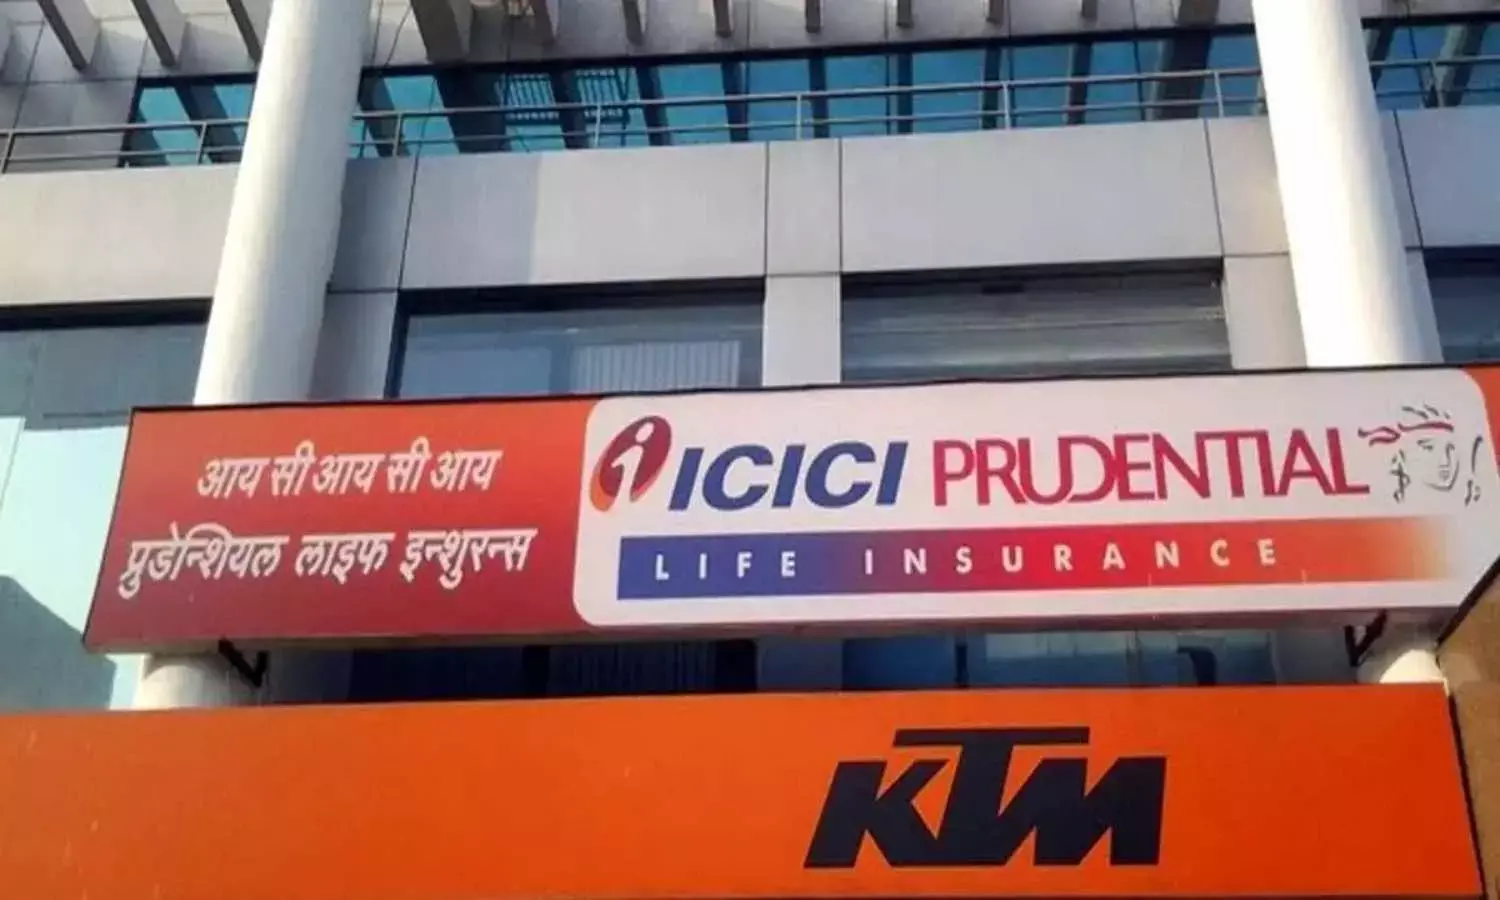 आय सी आय सी आय
प्रुडेन्शियल लाइफ इन्शुरन्स
ICICI PRUDENTIAL
LIFE INSURANCE
KTM